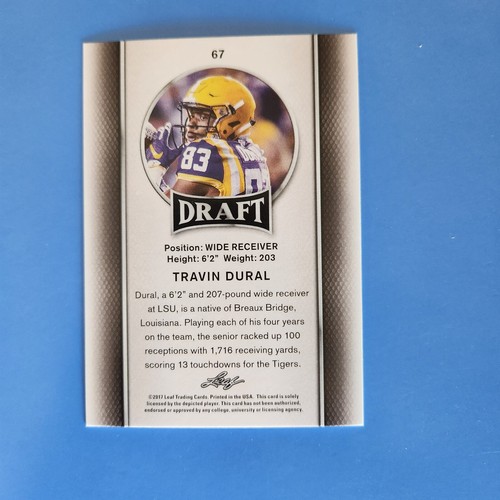 67
83
DRAFT
Position: WIDE RECEIVER
Height: 6'2" Weight: 203
TRAVIN DURAL
Dural, a 6'2" and 207-pound wide receiver
at LSU, is a native of Breaux Bridge,
Louisiana. Playing each of his four years
on the team, the senior racked up 100
receptions with 1,716 receiving yards,
scoring 13 touchdowns for the Tigers.
Leaf
©2017 Leaf Trading Cards. Printed in the USA. This card is solely
licensed by the depicted player. This card has not been authorized,
endorsed or approved by any college, university or licensing agency.